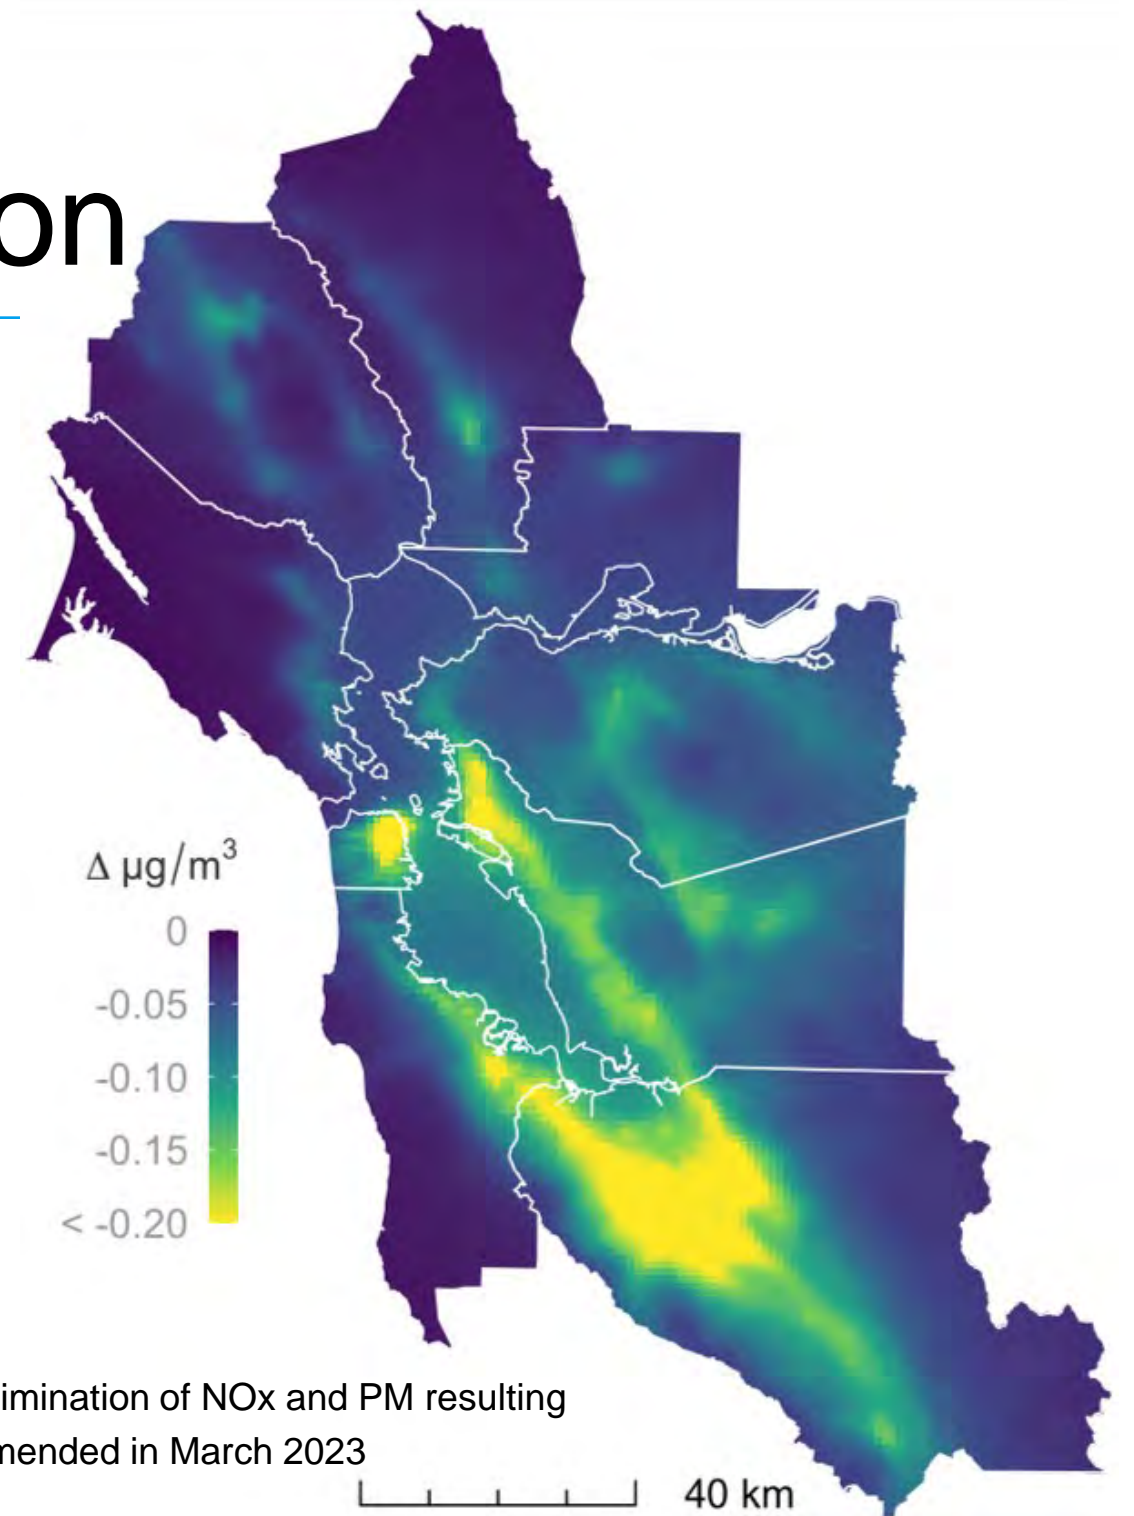 on
Δ µg/m³
0
-0.05
-0.10
-0.15
< -0.20
imination of NOx and PM resulting
mended in March 2023
40 km